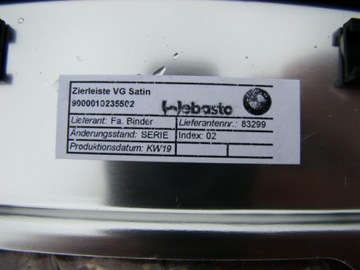 Zierleiste VG Satin
9000010235502
Webasto
Lieferant: Fa. Binder Lieferantennr.: 83299
Änderungsstand: SERIE Index: 02
Produktionsdatum: KW19